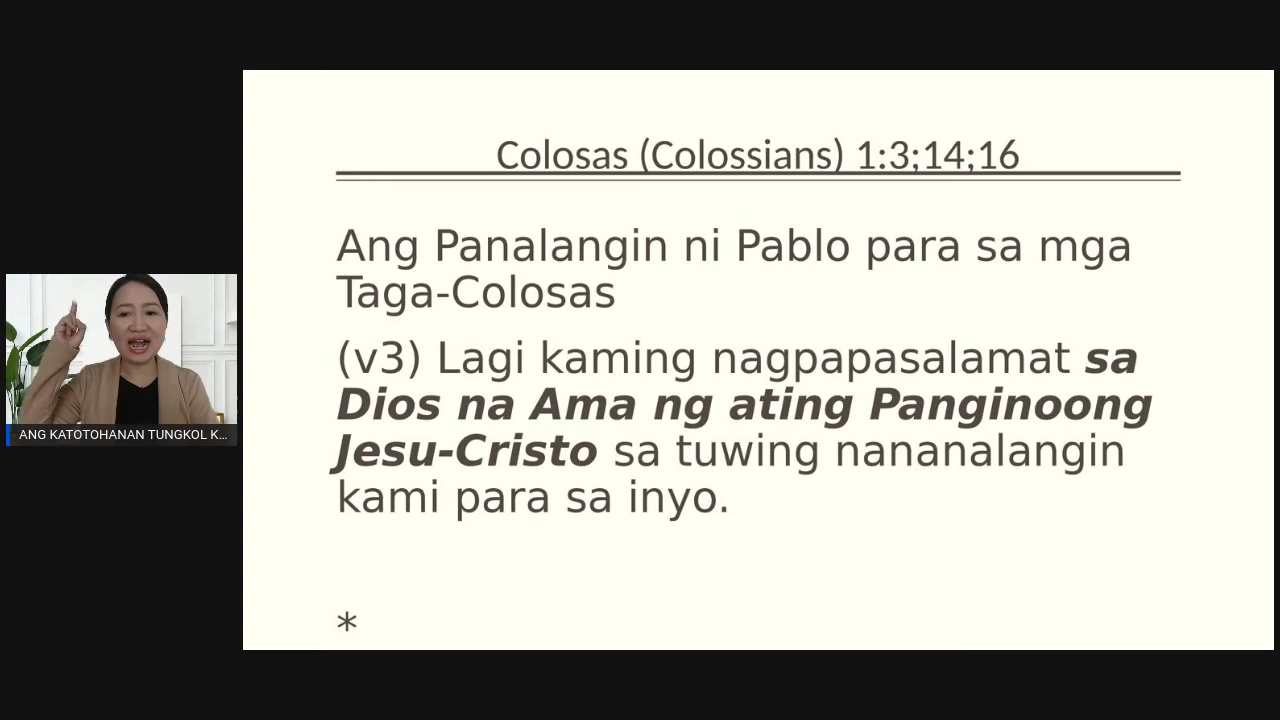 Colosas (Colossians) 1:3;14;16
Ang Panalangin ni Pablo para sa mga
Taga-Colosas
(v3) Lagi kaming nagpapasalamat sa
Dios na Ama ng ating Panginoong
Jesu-Cristo sa tuwing nananalangin
kami para sa inyo.
*
ANG KATOTOHANAN TUNGKOL K...